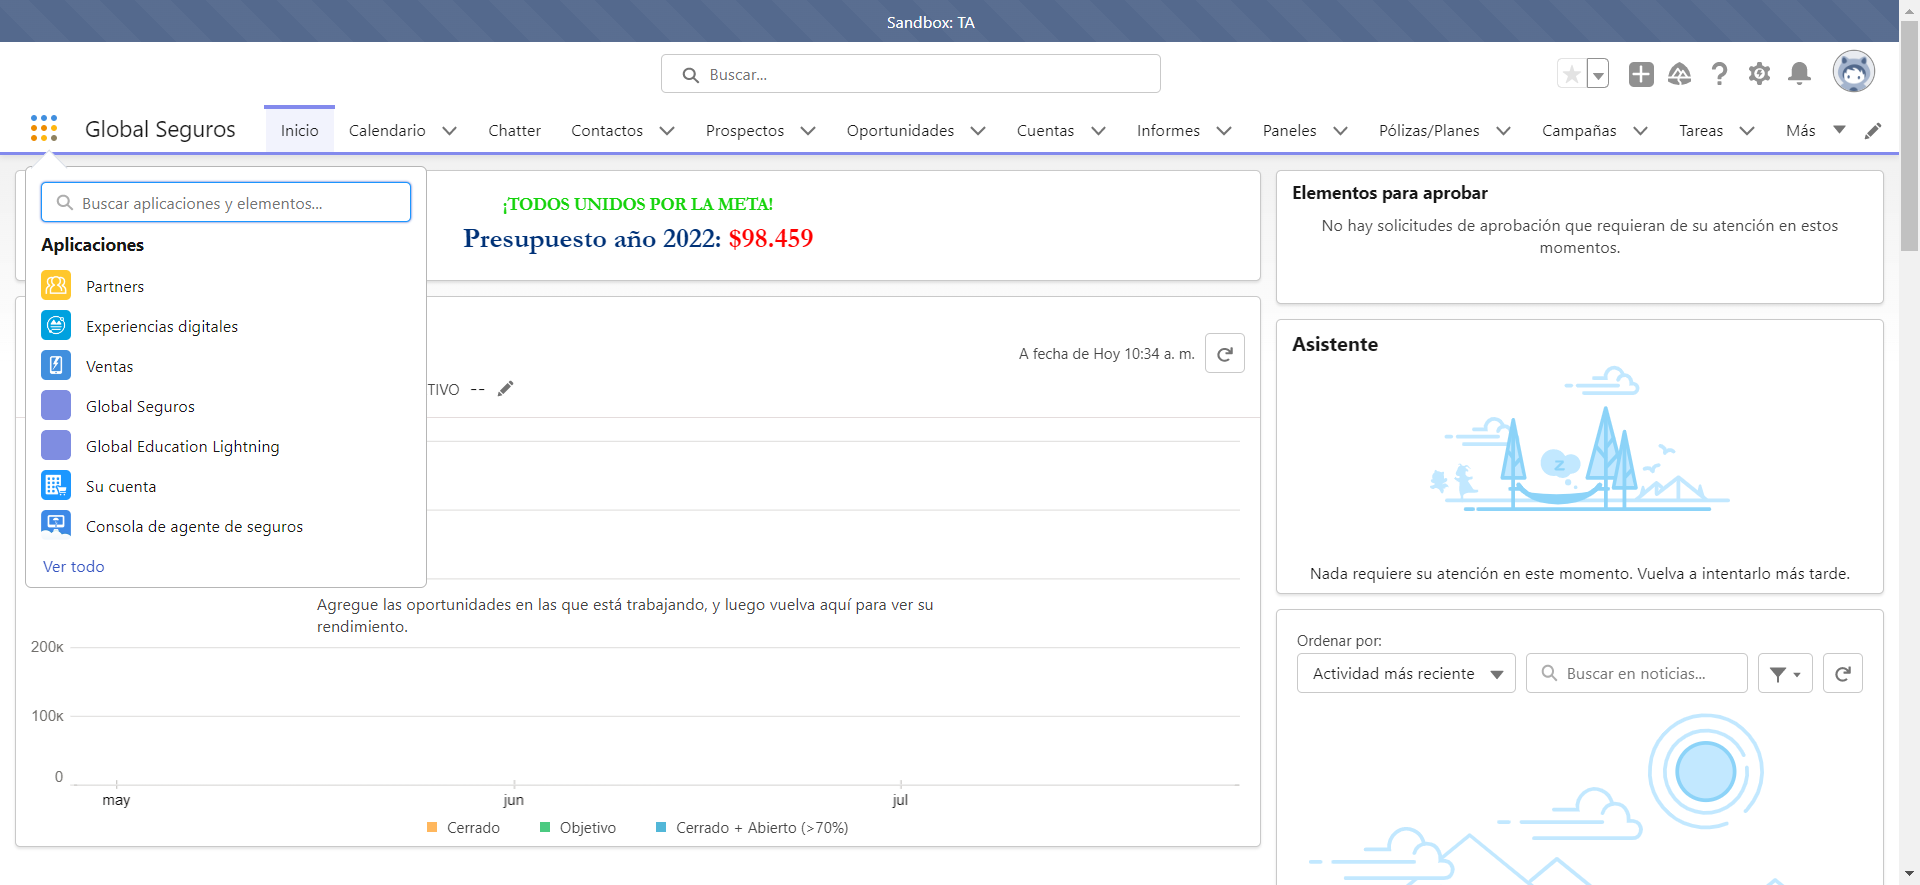 Sandbox: TA
Buscar...
Global Seguros
Inicio
Calendario
Chatter
Contactos
Prospectos
Oportunidades
Cuentas
Informes
Paneles
Pólizas/Planes
Campañas
Tareas
Más
Buscar aplicaciones y elementos...
Aplicaciones
Partners
Experiencias digitales
Ventas
Global Seguros
Global Education Lightning
Su cuenta
Consola de agente de seguros
Ver todo
¡TODOS UNIDOS POR LA META!
Presupuesto año 2022: $98.459
A fecha de Hoy 10:34 a. m.
TIVO --
Agregue las oportunidades en las que está trabajando, y luego vuelva aquí para ver su
rendimiento.
200K
100K
0
may
jun
jul
Cerrado
Objetivo
Cerrado + Abierto (>70%)
Elementos para aprobar
No hay solicitudes de aprobación que requieran de su atención en estos
momentos.
Asistente
z
Nada requiere su atención en este momento. Vuelva a intentarlo más tarde.
Ordenar por:
Actividad más reciente
Buscar en noticias...